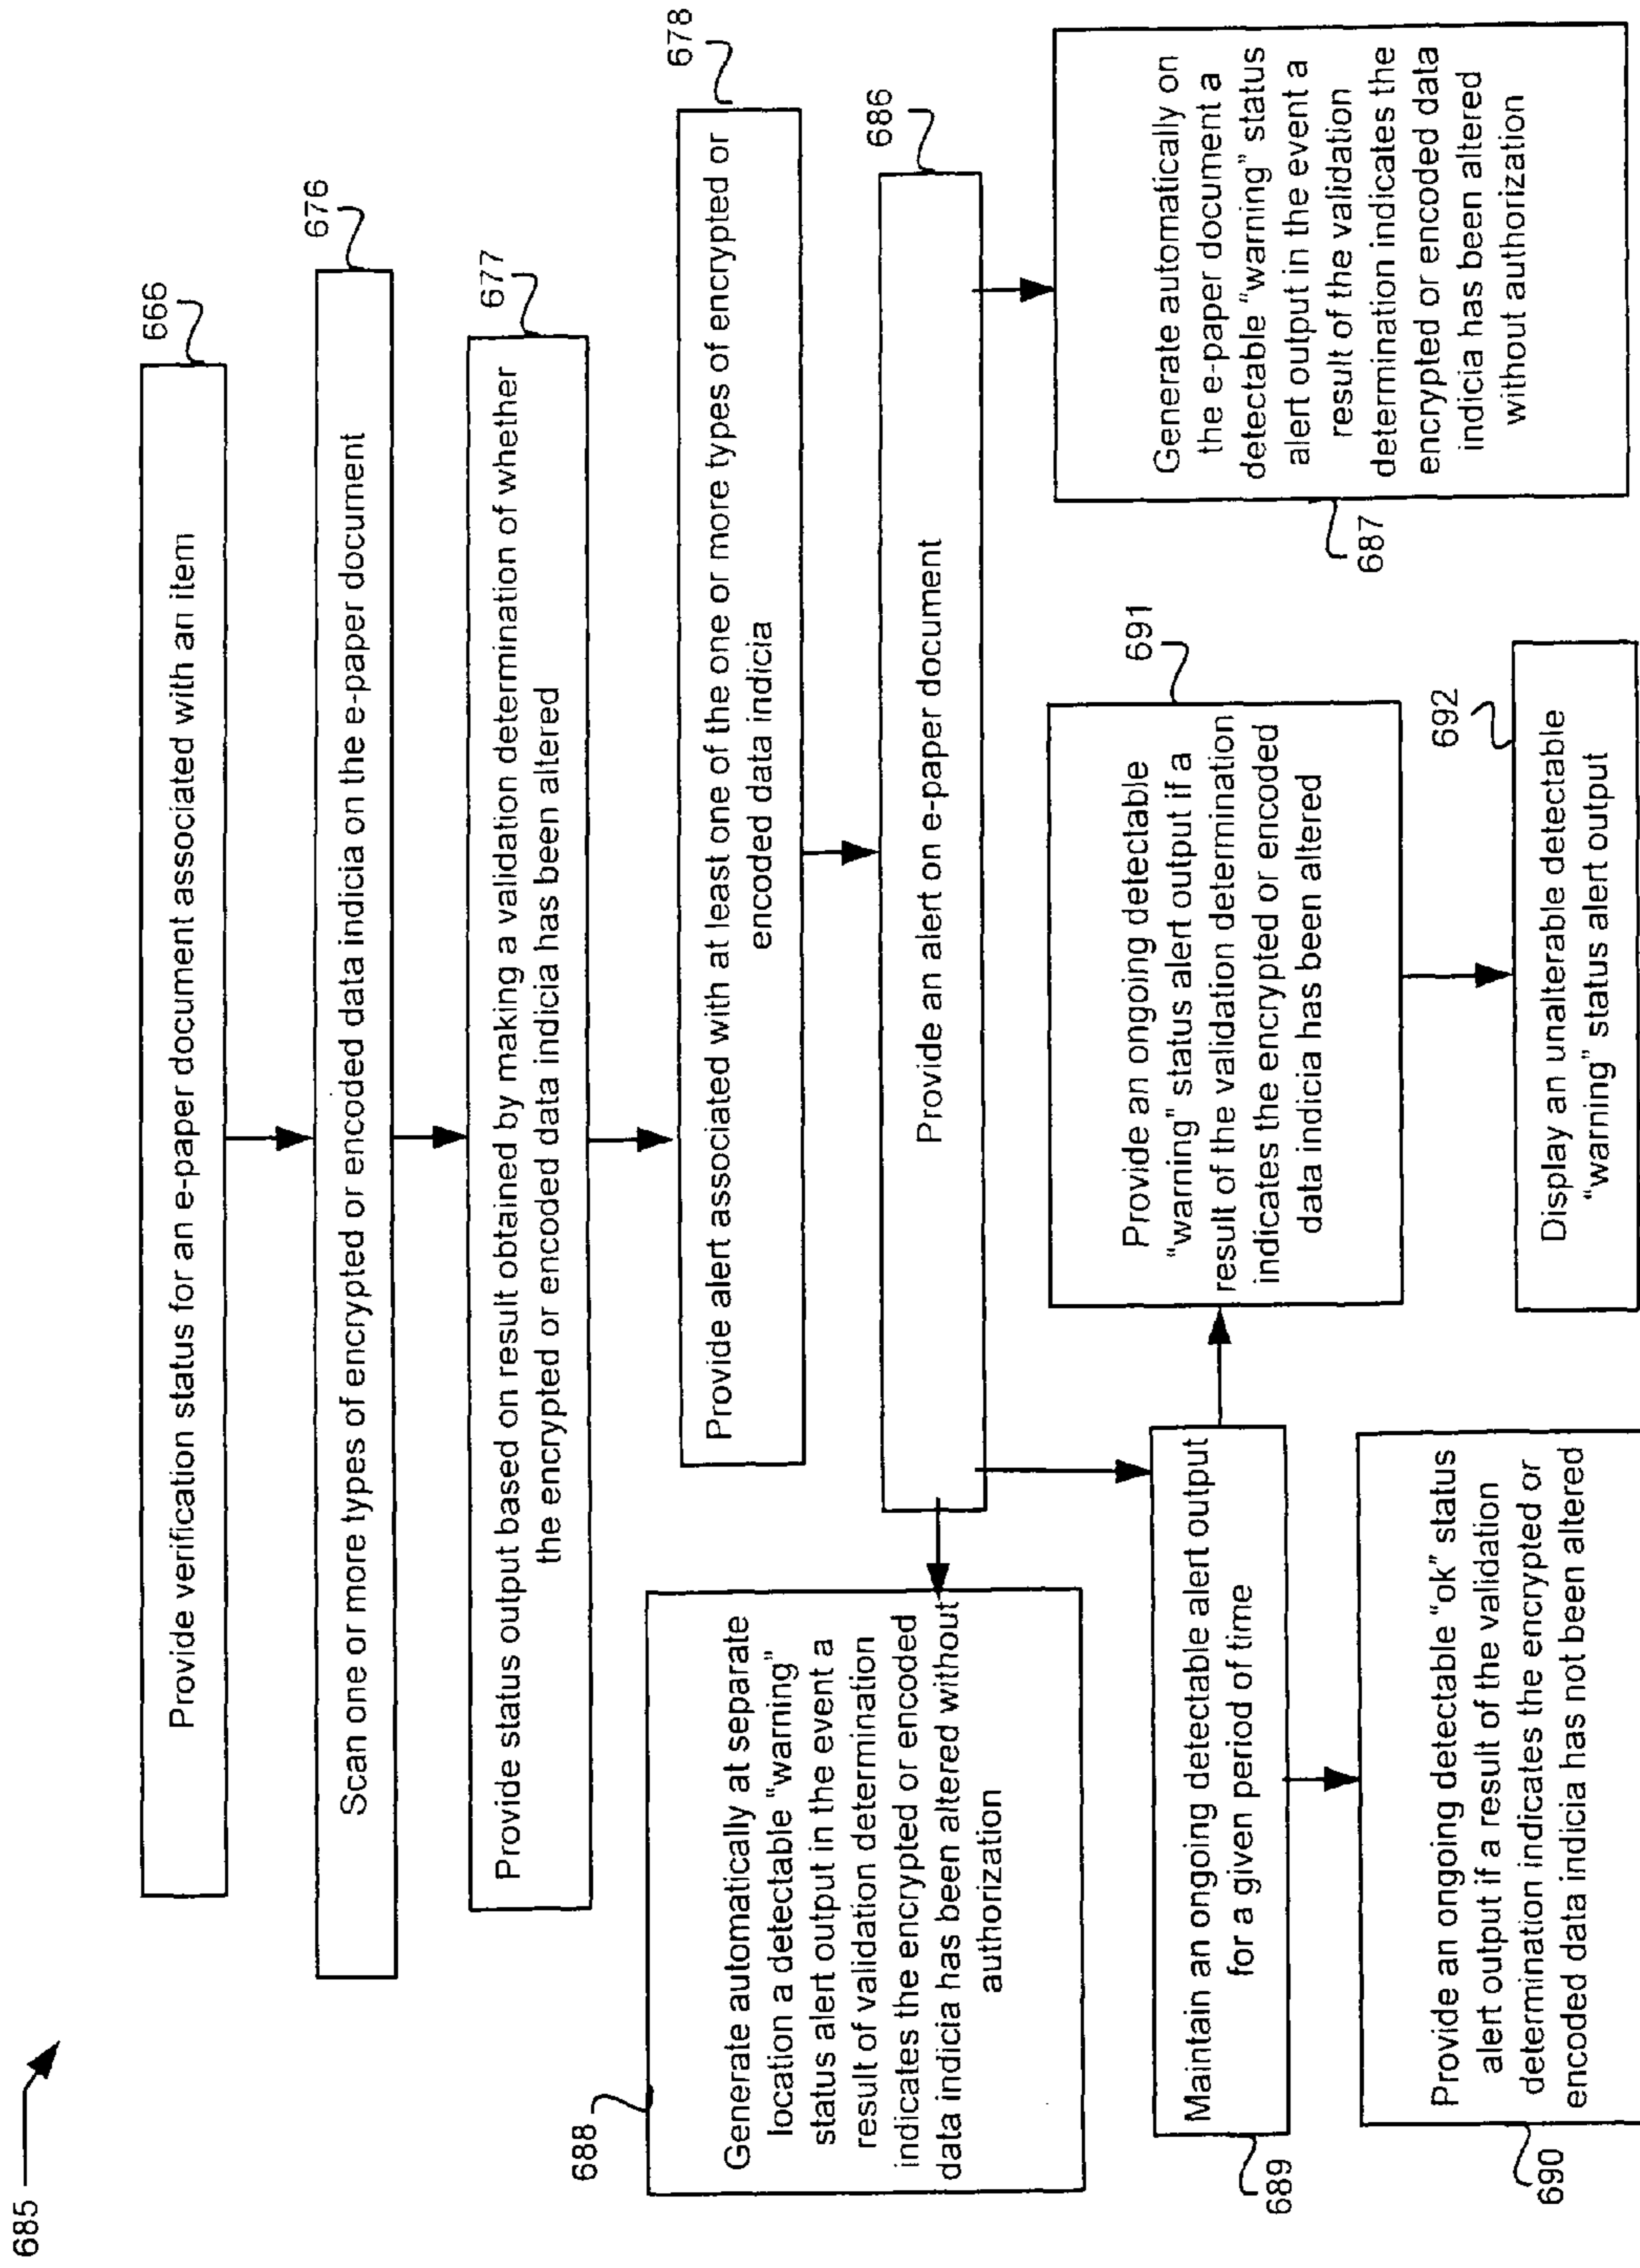 685
666
Provide verification status for an e-paper document associated with an item
676
Scan one or more types of encrypted or encoded data indicia on the e-paper document
677
Provide status output based on result obtained by making a validation determination of whether
the encrypted or encoded data indicia has been altered
678
Provide alert associated with at least one of the one or more types of encrypted or
encoded data indicia
686
Provide an alert on e-paper document
688
Generate automatically at separate
location a detectable “warning”
status alert output in the event a
result of validation determination
indicates the encrypted or encoded
data indicia has been altered without
authorization
689
Maintain an ongoing detectable alert output
for a given period of time
690
Provide an ongoing detectable “ok” status
alert output if a result of the validation
determination indicates the encrypted or
encoded data indicia has not been altered
691
Provide an ongoing detectable
“warning” status alert output if a
result of the validation determination
indicates the encrypted or encoded
data indicia has been altered
692
Display an unalterable detectable
“warning” status alert output
687
Generate automatically on
the e-paper document a
detectable “warning” status
alert output in the event a
result of the validation
determination indicates the
encrypted or encoded data
indicia has been altered
without authorization